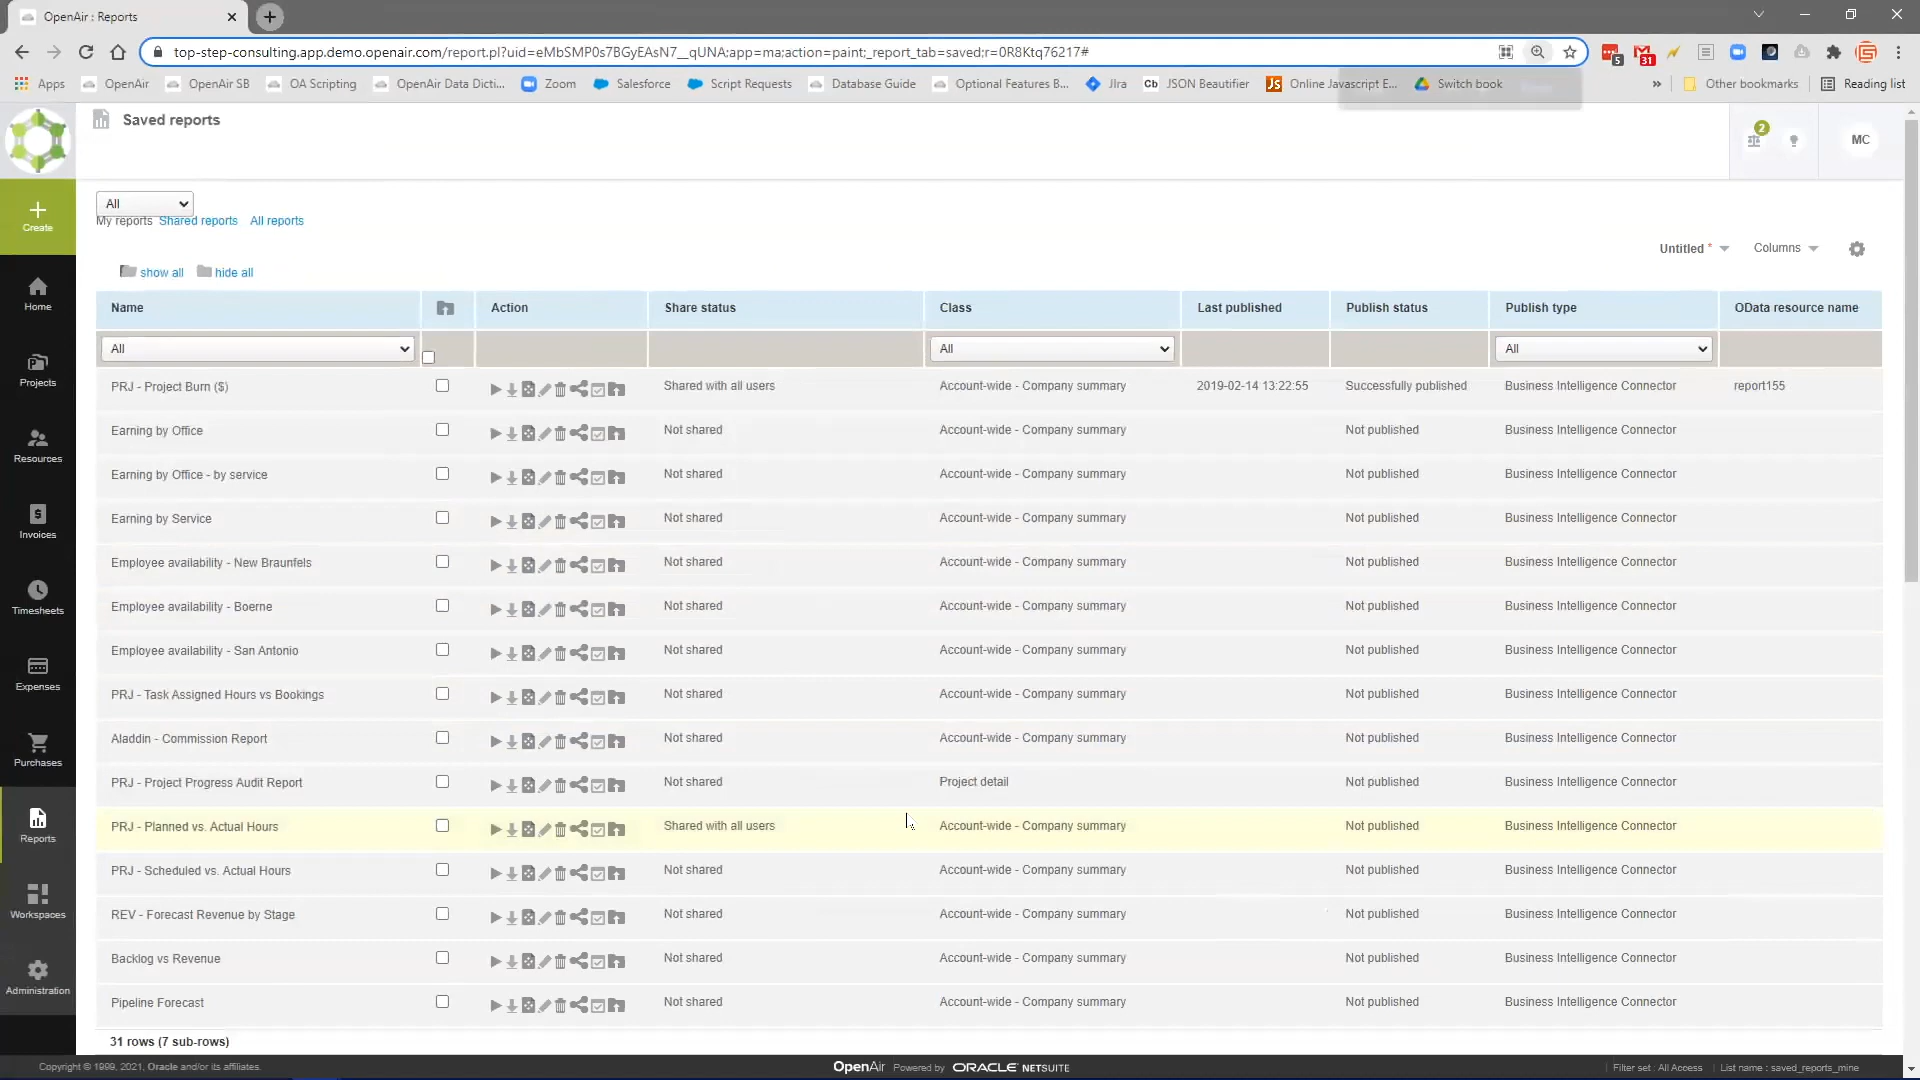 OpenAir : Reports
top-step-consulting.app.demo.openair.com/report.pl?uid=eMbSMP0s7BGyEAsN7__qUNA;app=ma;action=paint;_report_tab=saved;r=0R8Ktq76217#
5
31
Apps OpenAir OpenAir SB OA Scripting OpenAir Data Dicti... Zoom Salesforce Script Requests Database Guide Optional Features B... Jira Cb JSON Beautifier JS Online Javascript E... Switch book » Other bookmarks Reading list
Saved reports
2
MC
Create
Home
Projects
Resources
Invoices
Timesheets
Expenses
Purchases
Reports
Workspaces
Administration
All
My reports Shared reports All reports
Untitled * Columns
show all hide all
Name Action Share status Class Last published Publish status Publish type OData resource name
All All All
PRJ - Project Burn ($) Shared with all users Account-wide - Company summary 2019-02-14 13:22:55 Successfully published Business Intelligence Connector report155
Earning by Office Not shared Account-wide - Company summary Not published Business Intelligence Connector
Earning by Office - by service Not shared Account-wide - Company summary Not published Business Intelligence Connector
Earning by Service Not shared Account-wide - Company summary Not published Business Intelligence Connector
Employee availability - New Braunfels Not shared Account-wide - Company summary Not published Business Intelligence Connector
Employee availability - Boerne Not shared Account-wide - Company summary Not published Business Intelligence Connector
Employee availability - San Antonio Not shared Account-wide - Company summary Not published Business Intelligence Connector
PRJ - Task Assigned Hours vs Bookings Not shared Account-wide - Company summary Not published Business Intelligence Connector
Aladdin - Commission Report Not shared Account-wide - Company summary Not published Business Intelligence Connector
PRJ - Project Progress Audit Report Not shared Project detail Not published Business Intelligence Connector
PRJ - Planned vs. Actual Hours Shared with all users Account-wide - Company summary Not published Business Intelligence Connector
PRJ - Scheduled vs. Actual Hours Not shared Account-wide - Company summary Not published Business Intelligence Connector
REV - Forecast Revenue by Stage Not shared Account-wide - Company summary Not published Business Intelligence Connector
Backlog vs Revenue Not shared Account-wide - Company summary Not published Business Intelligence Connector
Pipeline Forecast Not shared Account-wide - Company summary Not published Business Intelligence Connector
31 rows (7 sub-rows)
Copyright © 1999, 2021, Oracle and/or its affiliates. OpenAir Powered by ORACLE NETSUITE Filter set : All Access List name : saved_reports_mine